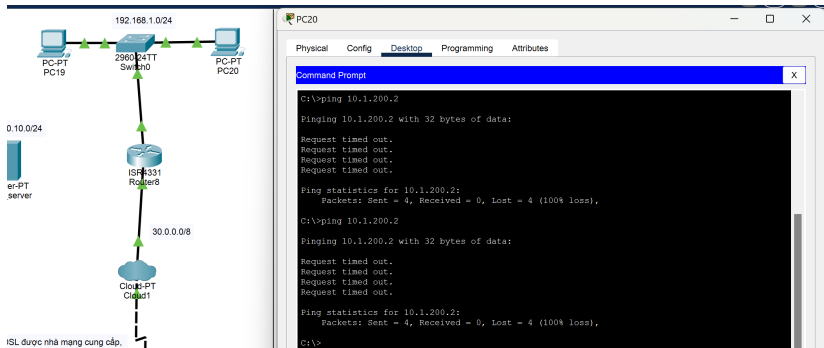 192.168.1.0/24
PC-PT
PC19
2960-24TT
Switch0
PC-PT
PC20
0.10.0/24
er-PT
server
ISR4331
Router8
30.0.0.0/8
Cloud-PT
Cloud1
SL được nhà mạng cung cấp,
PC20
Physical Config Desktop Programming Attributes
Command Prompt
X
C:\>ping 10.1.200.2
Pinging 10.1.200.2 with 32 bytes of data:
Request timed out.
Request timed out.
Request timed out.
Request timed out.
Ping statistics for 10.1.200.2:
Packets: Sent = 4, Received = 0, Lost = 4 (100% loss),
C:\>ping 10.1.200.2
Pinging 10.1.200.2 with 32 bytes of data:
Request timed out.
Request timed out.
Request timed out.
Request timed out.
Ping statistics for 10.1.200.2:
Packets: Sent = 4, Received = 0, Lost = 4 (100% loss),
C:\>